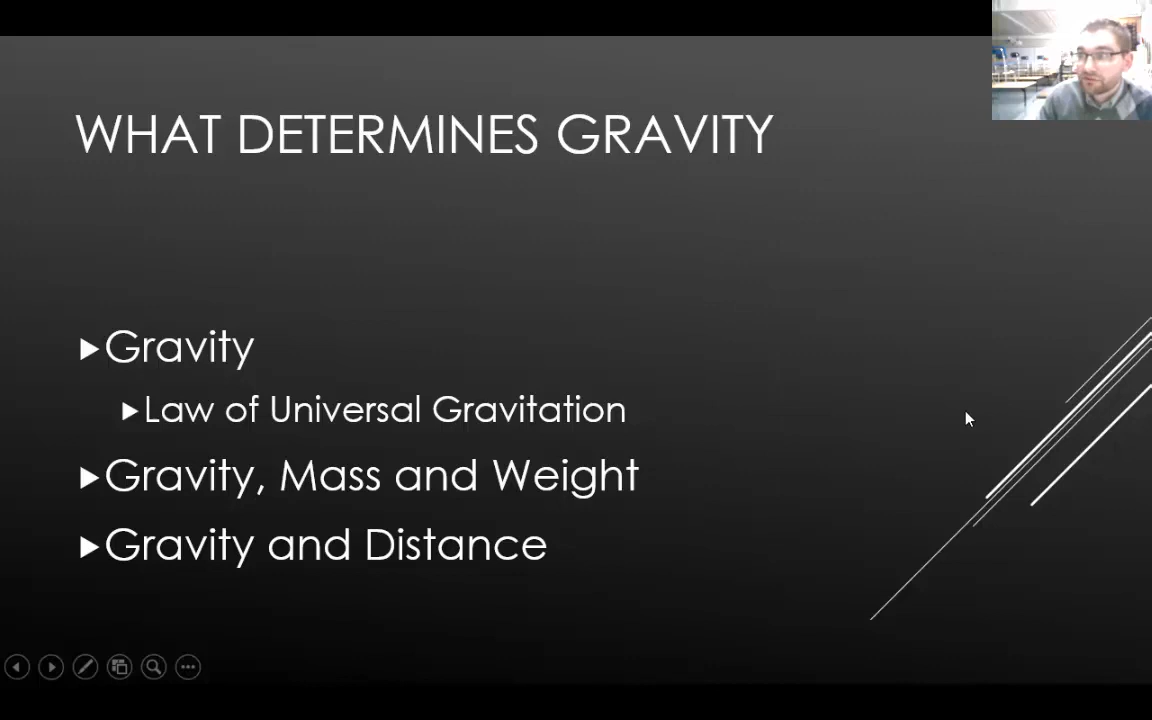 WHAT DETERMINES GRAVITY
Gravity
Law of Universal Gravitation
Gravity, Mass and Weight
Gravity and Distance